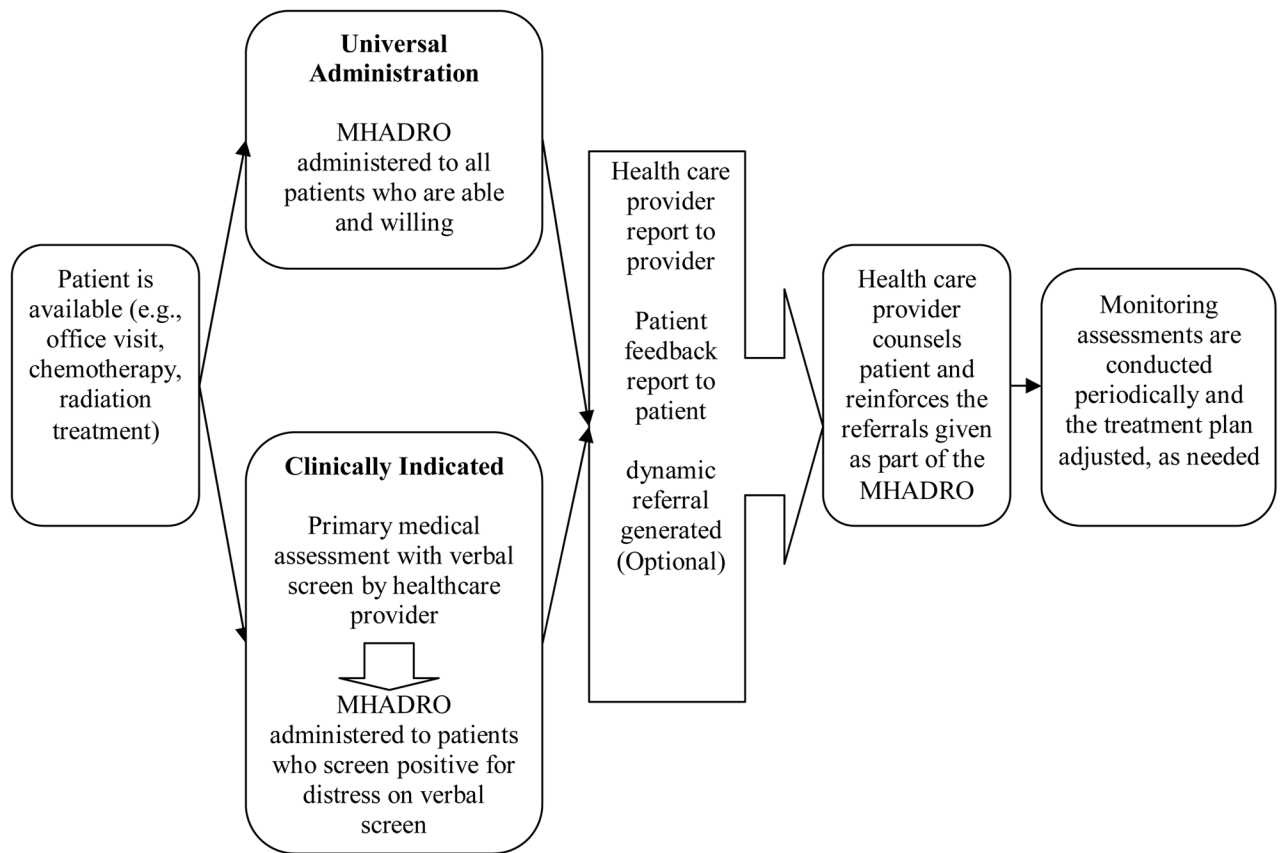 Patient is
available (e.g.,
office visit,
chemotherapy,
radiation
treatment)
Universal
Administration
MHADRO
administered to all
patients who are able
and willing
Clinically Indicated
Primary medical
assessment with verbal
screen by healthcare
provider
MHADRO
administered to patients
who screen positive for
distress on verbal
screen
Health care
provider
report to
provider
Patient
feedback
report to
patient
dynamic
referral
generated
(Optional)
Health care
provider
counsels
patient and
reinforces the
referrals given
as part of the
MHADRO
Monitoring
assessments are
conducted
periodically and
the treatment plan
adjusted, as needed